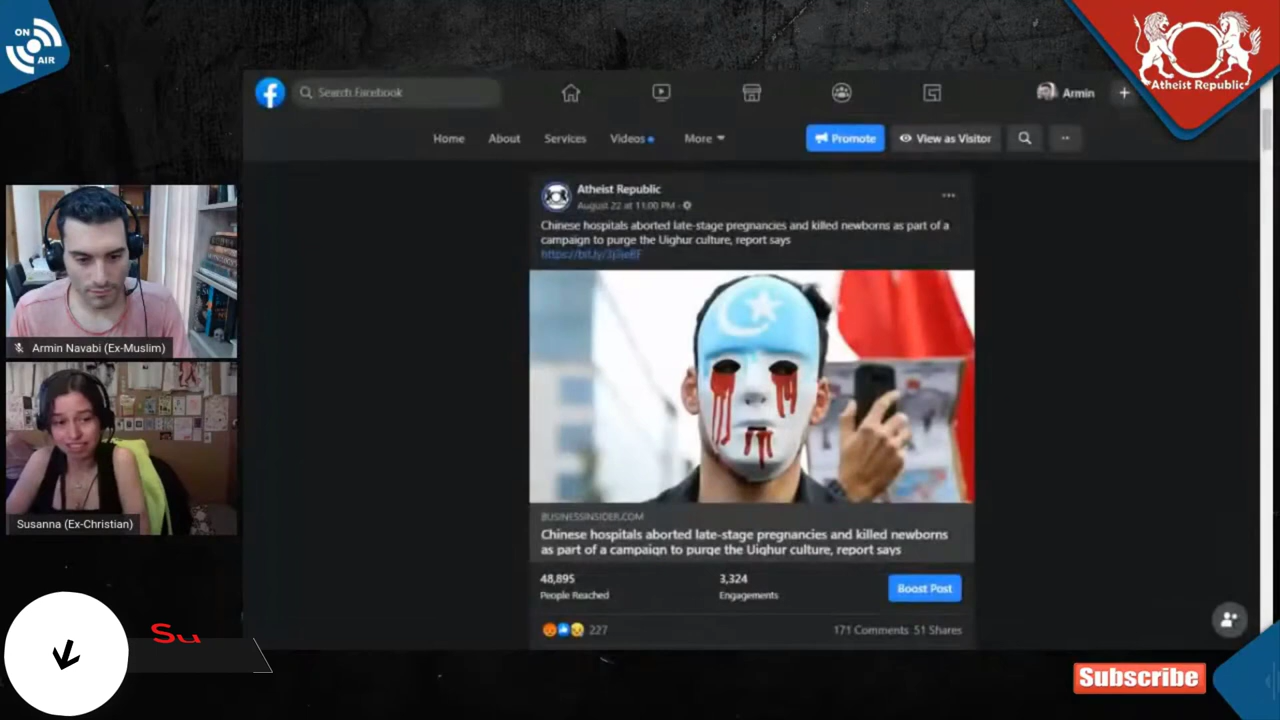 ON
AIR
Search Facebook
Armin
Atheist Republic
Home
About
Services
Videos
More
Promote
View as Visitor
Atheist Republic
August 22 at 11:00 PM
Chinese hospitals aborted late-stage pregnancies and killed newborns as part of a
campaign to purge the Uighur culture, report says
BUSINESSINSIDER.COM
Chinese hospitals aborted late-stage pregnancies and killed newborns
as part of a campaign to purge the Uighur culture, report says
48,895
People Reached
3,324
Engagements
Boost Post
227
171 Comments 51 Shares
Armin Navabi (Ex-Muslim)
Susanna (Ex-Christian)
Su
Subscribe